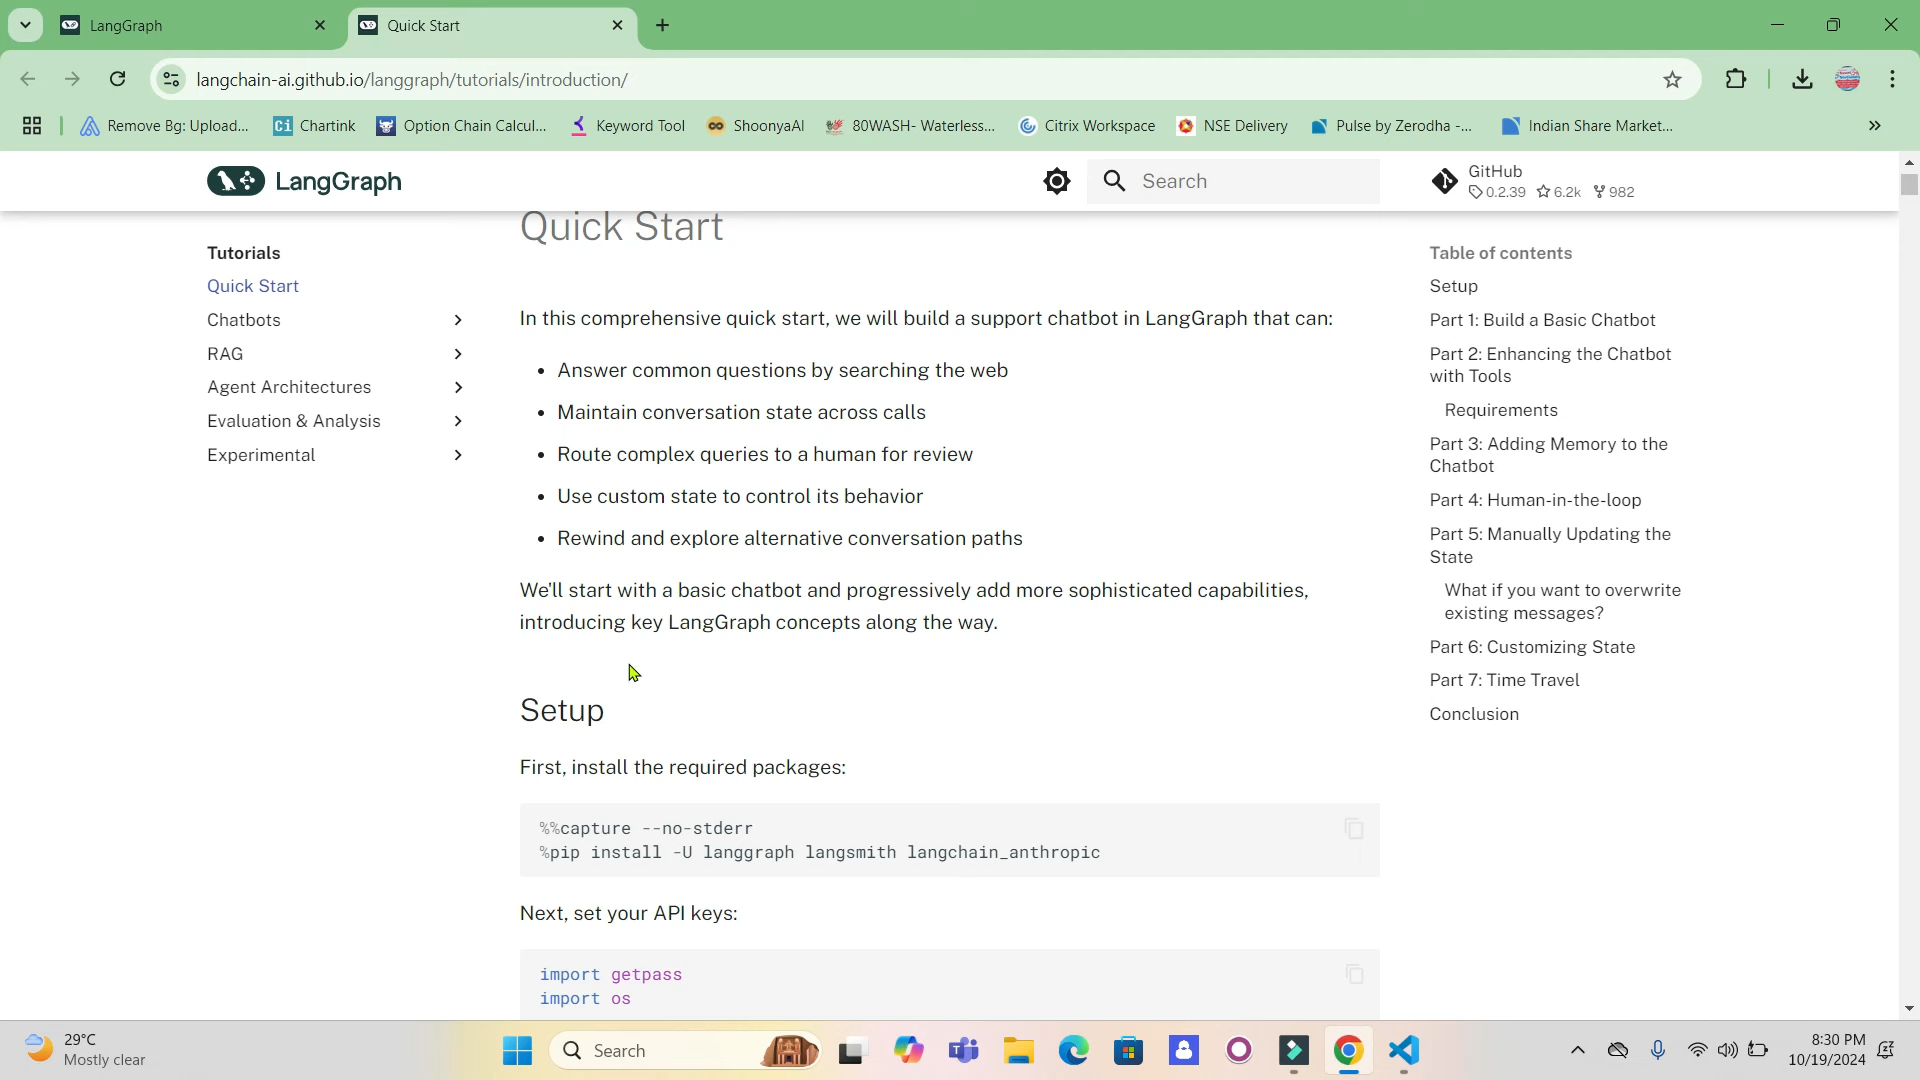 LangGraph
Quick Start
langchain-ai.github.io/langgraph/tutorials/introduction/
Remove Bg: Upload...
Chartink
Option Chain Calcul...
Keyword Tool
ShoonyaAI
80WASH- Waterless...
Citrix Workspace
NSE Delivery
Pulse by Zerodha -...
Indian Share Market...
LangGraph
Search
GitHub
0.2.39 6.2k 982
Tutorials
Quick Start
Chatbots
RAG
Agent Architectures
Evaluation & Analysis
Experimental
Quick Start
In this comprehensive quick start, we will build a support chatbot in LangGraph that can:
• Answer common questions by searching the web
• Maintain conversation state across calls
• Route complex queries to a human for review
• Use custom state to control its behavior
• Rewind and explore alternative conversation paths
We'll start with a basic chatbot and progressively add more sophisticated capabilities,
introducing key LangGraph concepts along the way.
Setup
First, install the required packages:
%%capture --no-stderr
%pip install -U langgraph langsmith langchain_anthropic
Next, set your API keys:
import getpass
import os
Table of contents
Setup
Part 1: Build a Basic Chatbot
Part 2: Enhancing the Chatbot
with Tools
Requirements
Part 3: Adding Memory to the
Chatbot
Part 4: Human-in-the-loop
Part 5: Manually Updating the
State
What if you want to overwrite
existing messages?
Part 6: Customizing State
Part 7: Time Travel
Conclusion
29°C
Mostly clear
Search
8:30 PM
10/19/2024